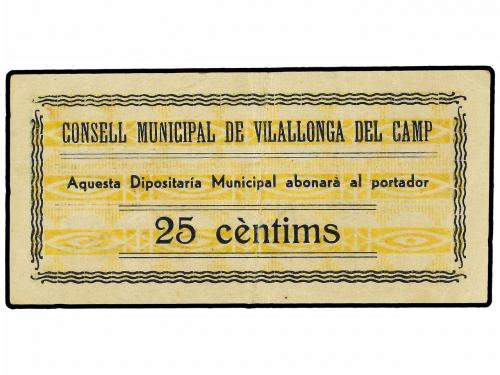 CONSELL MUNICIPAL DE VILALLONGA DEL CAMP
Aquesta Dipositaría Municipal abonarà al portador
25 cèntims